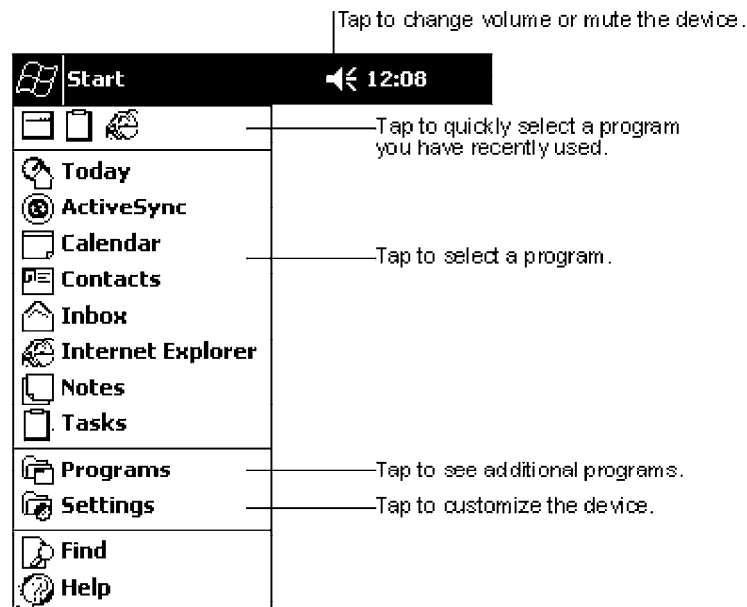 Tap to change volume or mute the device.
Start 12:08
Tap to quickly select a program
you have recently used.
Today
ActiveSync
Calendar
Tap to select a program.
Contacts
Inbox
Internet Explorer
Notes
Tasks
Programs
Tap to see additional programs.
Settings
Tap to customize the device.
Find
Help